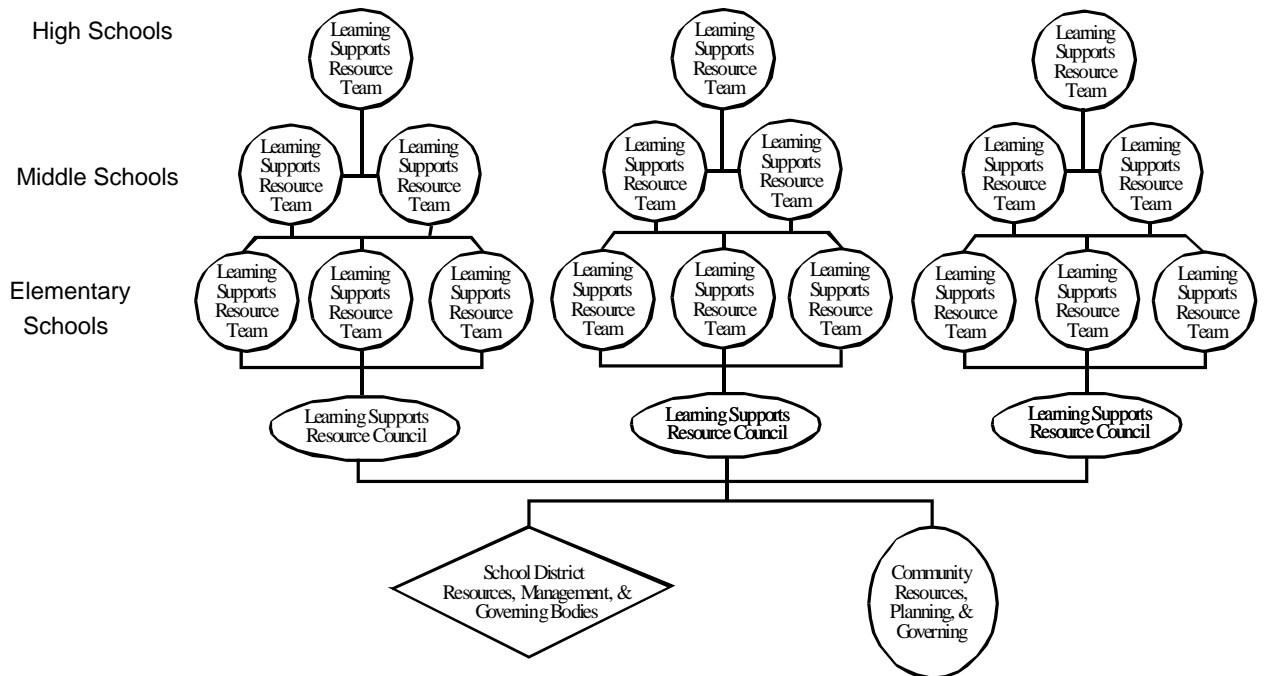 High Schools
Learning
Supports
Resource
Team
Learning
Supports
Resource
Team
Learning
Supports
Resource
Team
Middle Schools
Learning
Supports
Resource
Team
Learning
Supports
Resource
Team
Learning
Supports
Resource
Team
Learning
Supports
Resource
Team
Learning
Supports
Resource
Team
Learning
Supports
Resource
Team
Elementary
Schools
Learning
Supports
Resource
Team
Learning
Supports
Resource
Team
Learning
Supports
Resource
Team
Learning
Supports
Resource
Team
Learning
Supports
Resource
Team
Learning
Supports
Resource
Team
Learning
Supports
Resource
Team
Learning
Supports
Resource
Team
Learning
Supports
Resource
Team
Learning Supports
Resource Council
Learning Supports
Resource Council
Learning Supports
Resource Council
School District
Resources, Management, &
Governing Bodies
Community
Resources,
Planning, &
Governing